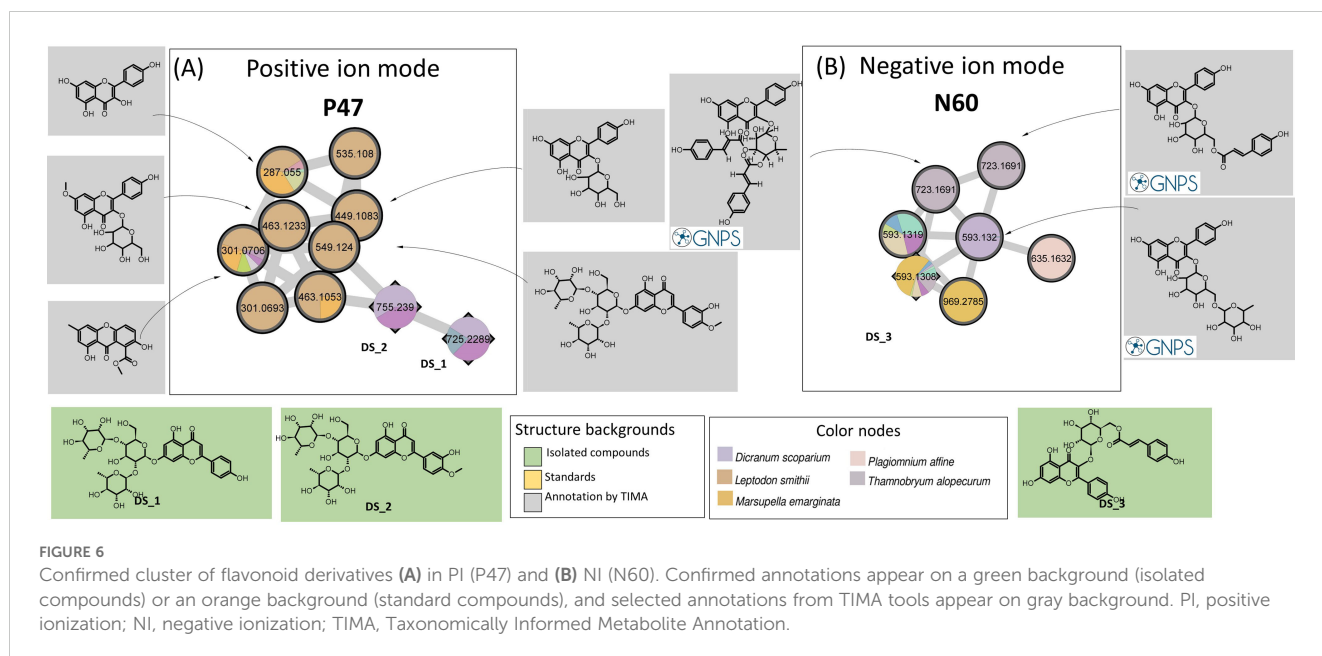 (A)
Positive ion mode
P47
287.055
535.108
463.1233
449.1083
301.0706
549.124
301.0693
463.1053
755.239
725.2289
DS_2
DS_1
GNPS
(B)
Negative ion mode
N60
723.1691
723.1691
593.1319
593.132
635.1632
593.1308
969.2785
DS_3
GNPS
GNPS
DS_1
DS_2
Structure backgrounds
Isolated compounds
Standards
Annotation by TIMA
Color nodes
Dicranum scoparium
Leptodon smithii
Marsupella emarginata
Plagiomnium affine
Thamnobryum alopecurum
DS_3
FIGURE 6
Confirmed cluster of flavonoid derivatives (A) in PI (P47) and (B) NI (N60). Confirmed annotations appear on a green background (isolated
compounds) or an orange background (standard compounds), and selected annotations from TIMA tools appear on gray background. PI, positive
ionization; NI, negative ionization; TIMA, Taxonomically Informed Metabolite Annotation.